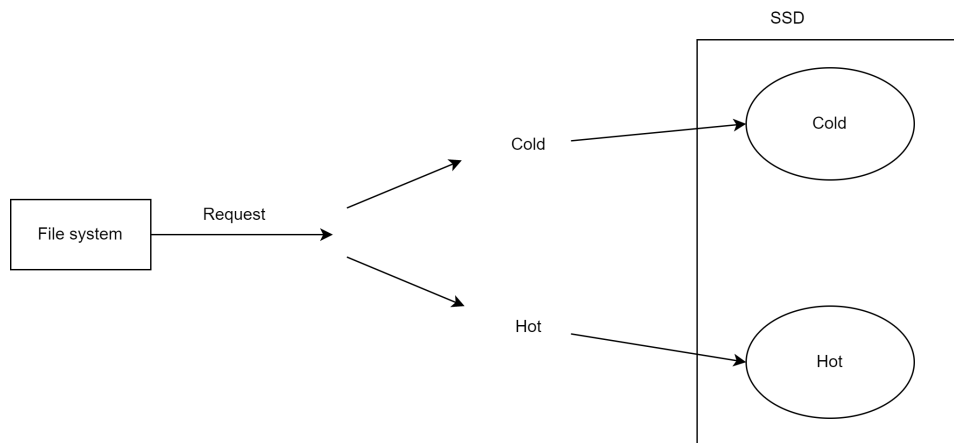 SSD
Cold
Cold
Request
File system
Hot
Hot